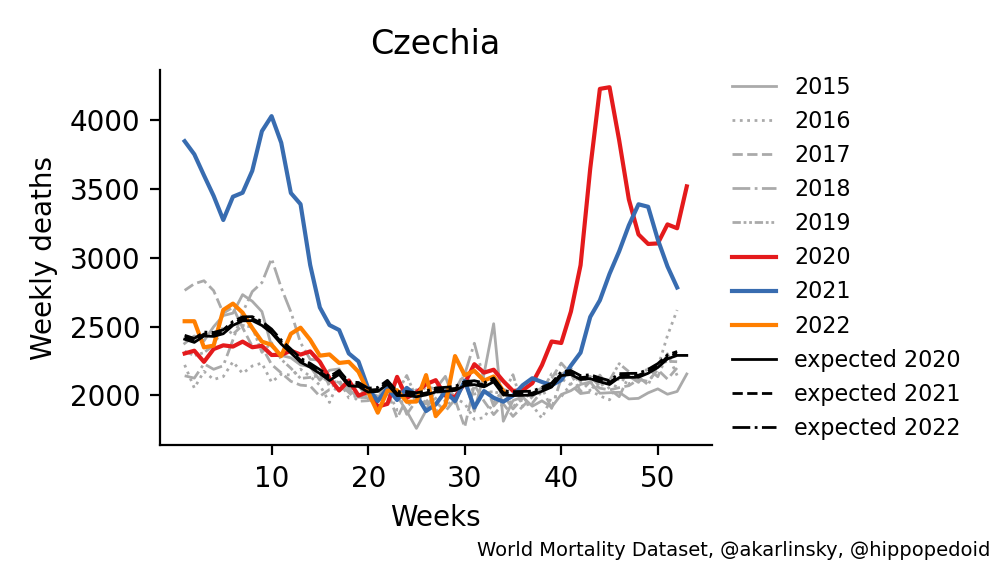 Czechia
Weekly deaths
4000
3500
3000
2500
2000
10 20 30 40 50
Weeks
2015
2016
2017
2018
2019
2020
2021
2022
expected 2020
expected 2021
expected 2022
World Mortality Dataset, @akarlinsky, @hippopedoid